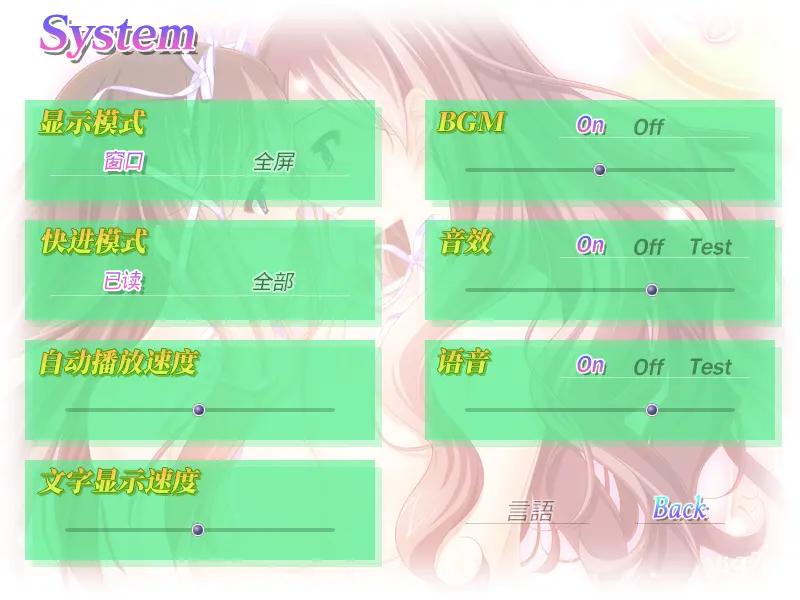 System
显示模式
窗口 全屏
快进模式
已读 全部
自动播放速度
文字显示速度
BGM On Off
音效 On Off Test
语音 On Off Test
言語 Back